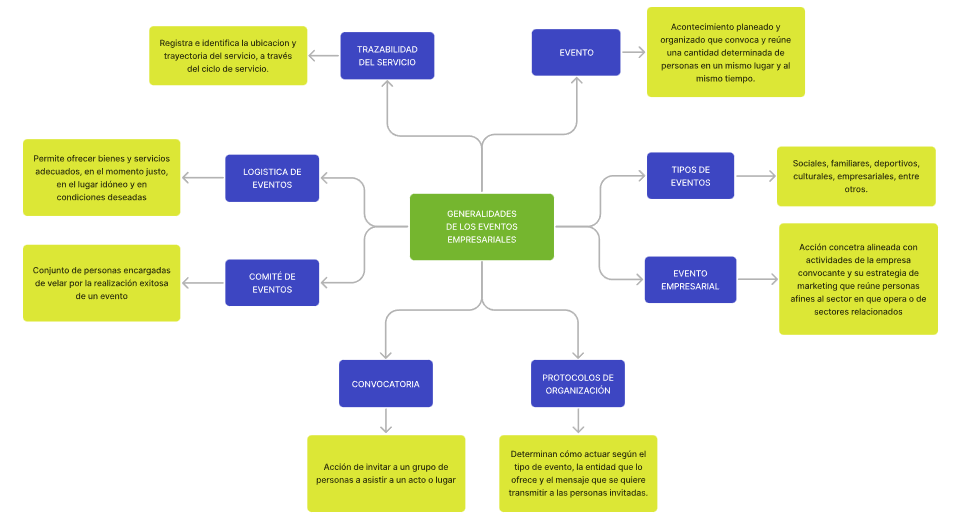 Registra e identifica la ubicacion y
trayectoria del servicio, a través
del ciclo de servicio.
TRAZABILIDAD
DEL SERVICIO
EVENTO
Acontecimiento planeado y
organizado que convoca y reúne
una cantidad determinada de
personas en un mismo lugar y al
mismo tiempo.
Permite ofrecer bienes y servicios
adecuados, en el momento justo,
en el lugar idóneo y en
condiciones deseadas
LOGISTICA DE
EVENTOS
TIPOS DE
EVENTOS
Sociales, familiares, deportivos,
culturales, empresariales, entre
otros.
GENERALIDADES
DE LOS EVENTOS
EMPRESARIALES
Conjunto de personas encargadas
de velar por la realización exitosa
de un evento
COMITÉ DE
EVENTOS
EVENTO
EMPRESARIAL
Acción concetra alineada con
actividades de la empresa
convocante y su estrategia de
marketing que reúne personas
afines al sector en que opera o de
sectores relacionados
CONVOCATORIA
PROTOCOLOS DE
ORGANIZACIÓN
Acción de invitar a un grupo de
personas a asistir a un acto o lugar
Determinan cómo actuar según el
tipo de evento, la entidad que lo
ofrece y el mensaje que se quiere
transmitir a las personas invitadas.